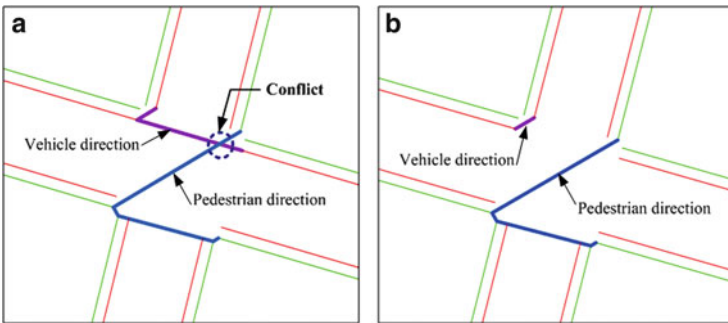 a
Conflict
Vehicle direction
Pedestrian direction
b
Vehicle direction
Pedestrian direction